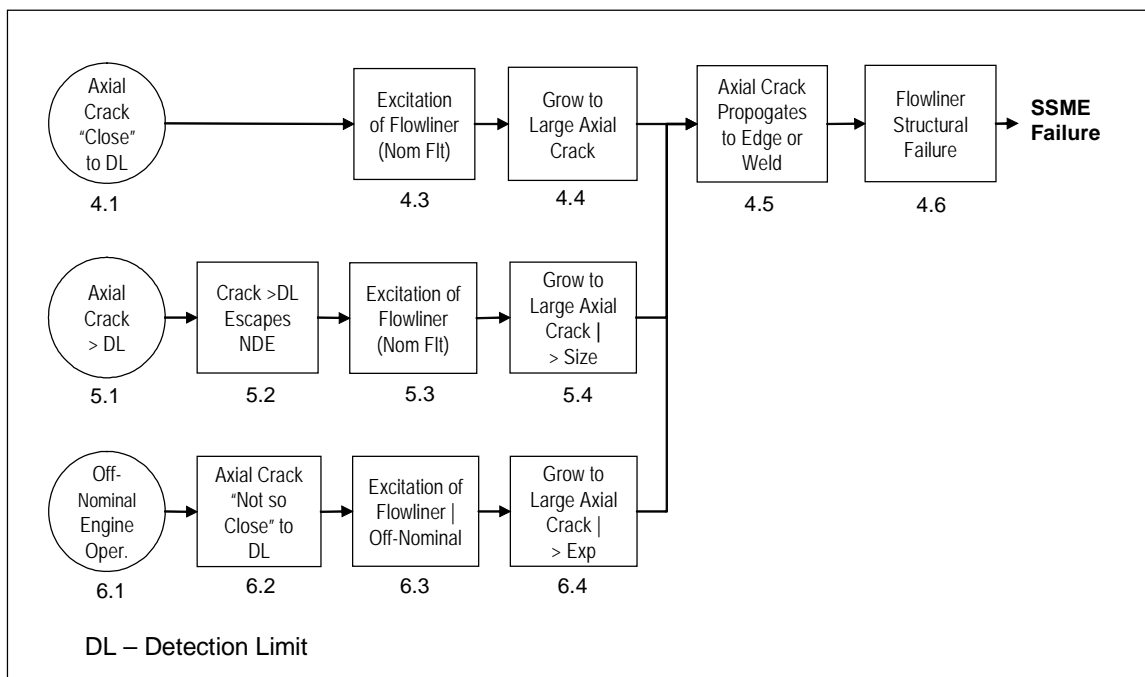 Axial
Crack
"Close"
to DL
4.1
Excitation
of Flowliner
(Nom Flt)
4.3
Grow to
Large Axial
Crack
4.4
Axial Crack
Propogates
to Edge or
Weld
4.5
Flowliner
Structural
Failure
4.6
SSME
Failure
Axial
Crack
> DL
5.1
Crack >DL
Escapes
NDE
5.2
Excitation of
Flowliner
(Nom Flt)
5.3
Grow to
Large Axial
Crack |
> Size
5.4
Off-
Nominal
Engine
Oper.
6.1
Axial Crack
"Not so
Close" to
DL
6.2
Excitation of
Flowliner |
Off-Nominal
6.3
Grow to
Large Axial
Crack |
> Exp
6.4
DL – Detection Limit